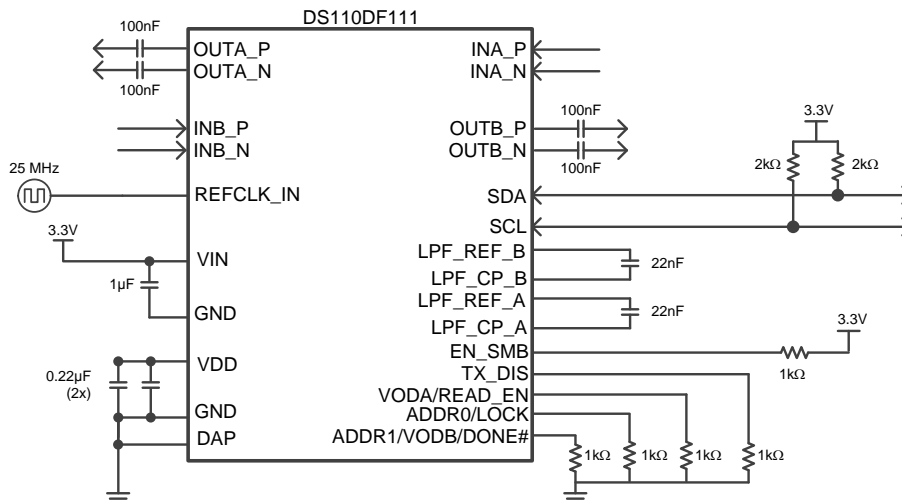 DS110DF111
100nF
OUTA_P
OUTA_N
100nF
INA_P
INA_N
INB_P
INB_N
100nF
OUTB_P
OUTB_N
100nF
3.3V
2kΩ
2kΩ
25 MHz
REFCLK_IN
SDA
SCL
3.3V
VIN
1µF
GND
LPF_REF_B
22nF
LPF_CP_B
LPF_REF_A
22nF
LPF_CP_A
3.3V
EN_SMB
1kΩ
VDD
0.22µF
(2x)
TX_DIS
VODA/READ_EN
GND
ADDR0/LOCK
DAP
ADDR1/VODB/DONE#
1kΩ
1kΩ
1kΩ
1kΩ